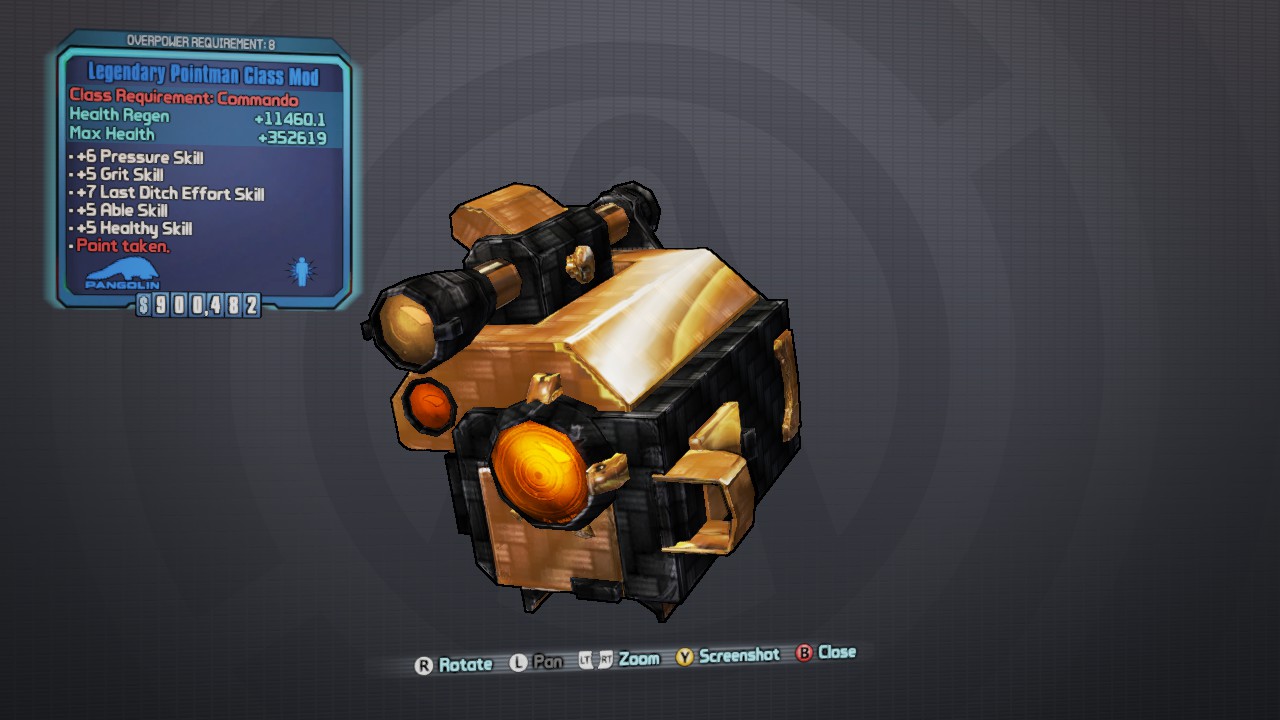 OVERPOWER REQUIREMENT: 8
Legendary Pointman Class Mod
Class Requirement: Commando
Health Regen +11460.1
Max Health +352619
• +6 Pressure Skill
• +5 Grit Skill
• +7 Last Ditch Effort Skill
• +5 Able Skill
• +5 Healthy Skill
• Point taken.
PANGOLIN
$900,482
R Rotate L Pan LT RT Zoom Y Screenshot B Close